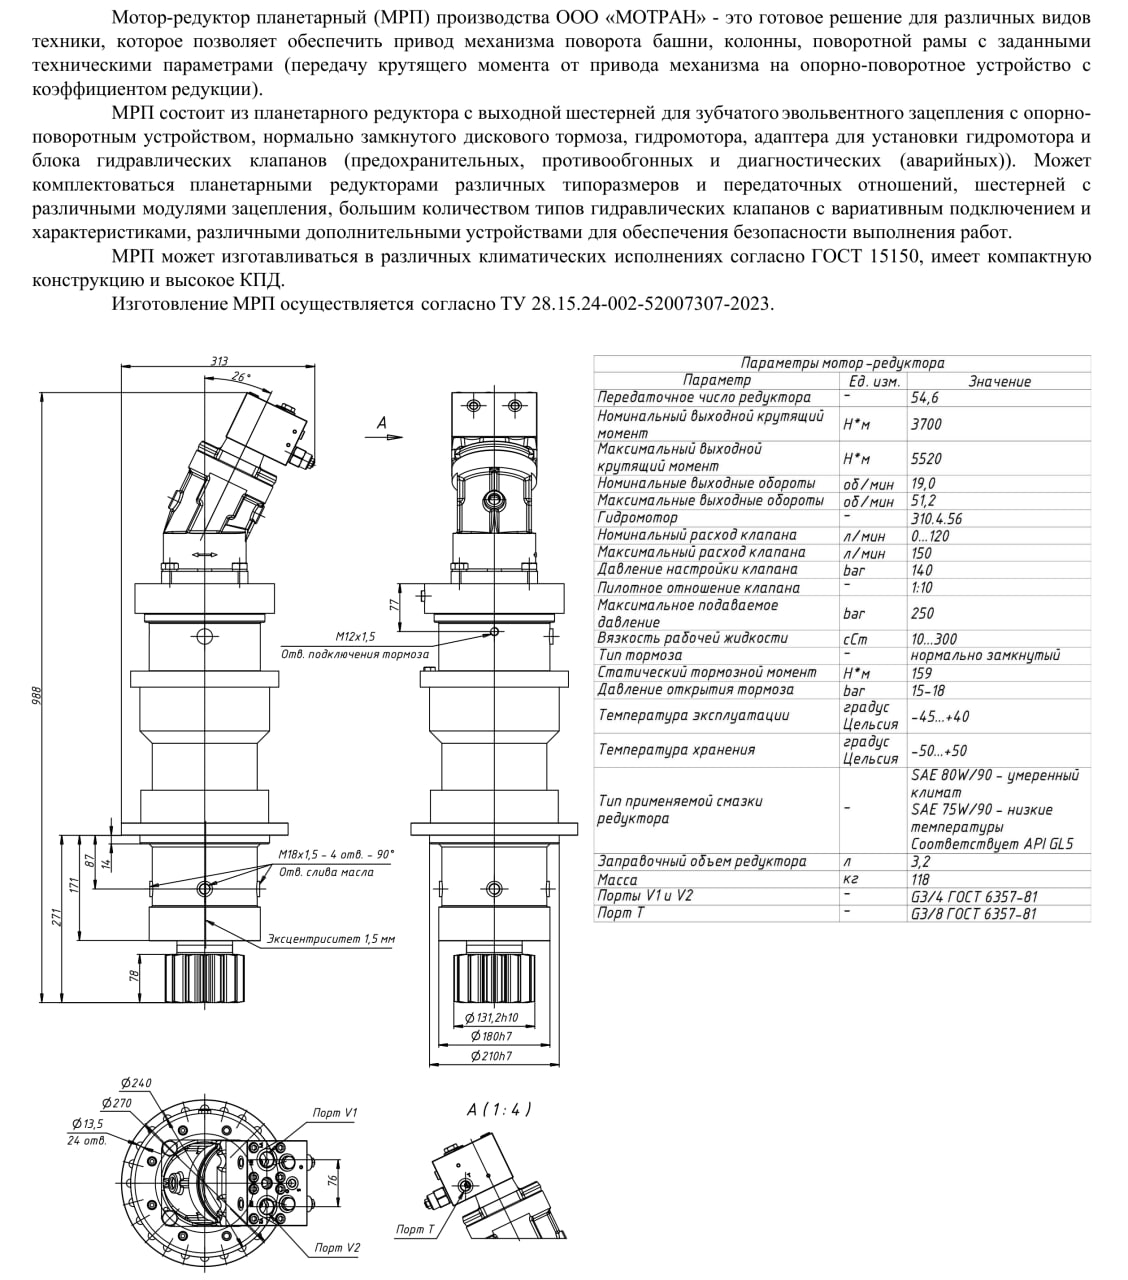 Мотор-редуктор планетарный (МРП) производства ООО «МОТРАН» - это готовое решение для различных видов
техники, которое позволяет обеспечить привод механизма поворота башни, колонны, поворотной рамы с заданными
техническими параметрами (передачу крутящего момента от привода механизма на опорно-поворотное устройство с
коэффициентом редукции).
МРП состоит из планетарного редуктора с выходной шестерней для зубчатого эвольвентного зацепления с опорно-
поворотным устройством, нормально замкнутого дискового тормоза, гидромотора, адаптера для установки гидромотора и
блока гидравлических клапанов (предохранительных, противообгонных и диагностических (аварийных)). Может
комплектоваться планетарными редукторами различных типоразмеров и передаточных отношений, шестерней с
различными модулями зацепления, большим количеством типов гидравлических клапанов с вариативным подключением и
характеристиками, различными дополнительными устройствами для обеспечения безопасности выполнения работ.
МРП может изготавливаться в различных климатических исполнениях согласно ГОСТ 15150, имеет компактную
конструкцию и высокое КПД.
Изготовление МРП осуществляется согласно ТУ 28.15.24-002-52007307-2023.
313
26°
А
988
77
М12х1,5
Отв. подключения тормоза
М18х1,5 - 4 отв. - 90°
Отв. слива масла
14
87
171
271
78
Эксцентриситет 1,5 мм
Ø131,2h10
Ø180h7
Ø210h7
Параметры мотор-редуктора
Параметр Ед. изм. Значение
Передаточное число редуктора - 54,6
Номинальный выходной крутящий
момент Н*м 3700
Максимальный выходной
крутящий момент Н*м 5520
Номинальные выходные обороты об/мин 19,0
Максимальные выходные обороты об/мин 51,2
Гидромотор - 310.4.56
Номинальный расход клапана л/мин 0...120
Максимальный расход клапана л/мин 150
Давление настройки клапана bar 140
Пилотное отношение клапана - 1:10
Максимальное подаваемое
давление bar 250
Вязкость рабочей жидкости сСт 10...300
Тип тормоза - нормально замкнутый
Статический тормозной момент Н*м 159
Давление открытия тормоза bar 15-18
Температура эксплуатации градус
Цельсия -45...+40
Температура хранения градус
Цельсия -50...+50
Тип применяемой смазки
редуктора - SAE 80W/90 - умеренный
климат
SAE 75W/90 - низкие
температуры
Соответствует API GL5
Заправочный объем редуктора л 3,2
Масса кг 118
Порты V1 и V2 - G3/4 ГОСТ 6357-81
Порт Т - G3/8 ГОСТ 6357-81
Ø240
Ø270
Ø13,5
24 отв.
Порт V1
76
Порт V2
А (1:4)
Порт Т